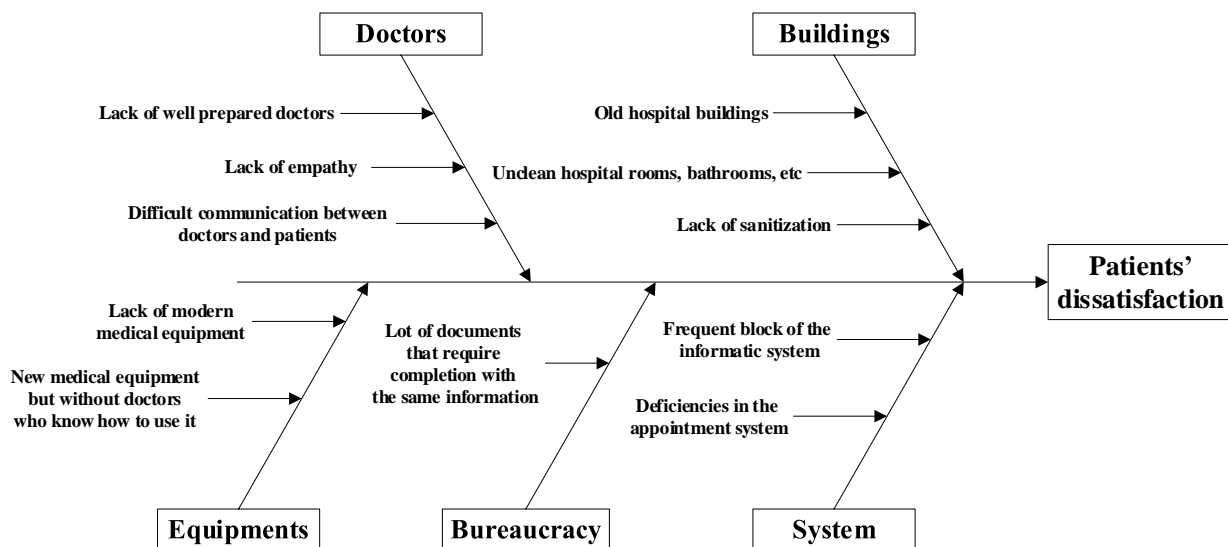 Doctors
Buildings
Lack of well prepared doctors
Old hospital buildings
Lack of empathy
Unclean hospital rooms, bathrooms, etc
Difficult communication between
doctors and patients
Lack of sanitization
Patients’
dissatisfaction
Lack of modern
medical equipment
Lot of documents
that require
completion with
the same information
Frequent block of the
informatic system
New medical equipment
but without doctors
who know how to use it
Deficiencies in the
appointment system
Equipments
Bureaucracy
System